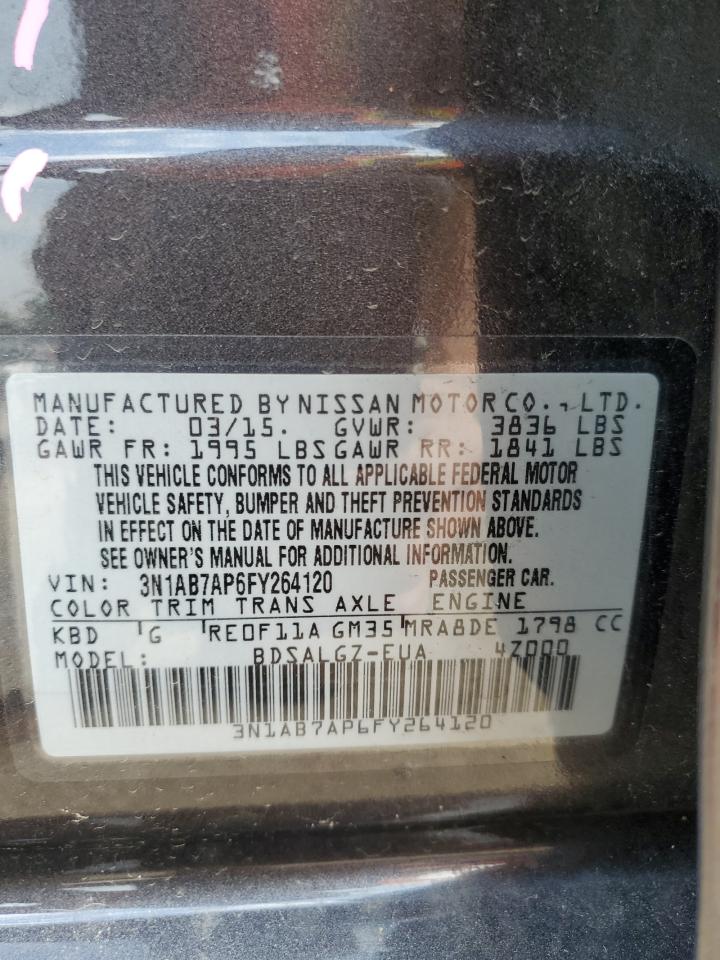 MANUFACTURED BY NISSAN MOTOR CO., LTD.
DATE: 03/15. GVWR: 3836 LBS
GAWR FR: 1995 LBS GAWR RR: 1841 LBS
THIS VEHICLE CONFORMS TO ALL APPLICABLE FEDERAL MOTOR
VEHICLE SAFETY, BUMPER AND THEFT PREVENTION STANDARDS
IN EFFECT ON THE DATE OF MANUFACTURE SHOWN ABOVE.
SEE OWNER'S MANUAL FOR ADDITIONAL INFORMATION.
VIN: 3N1AB7AP6FY264120 PASSENGER CAR.
COLOR TRIM TRANS AXLE ENGINE
KBD G RE0F11A GM35 MRA8DE 1798 CC
MODEL: BDSALGZ-EUA 4Z000
3N1AB7AP6FY264120